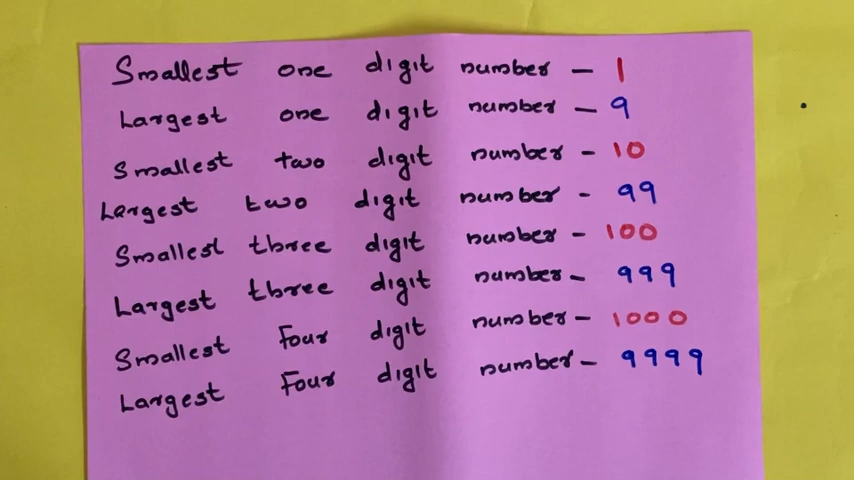 Smallest one digit number - 1
Largest one digit number - 9
Smallest two digit number - 10
Largest two digit number - 99
Smallest three digit number - 100
Largest three digit number - 999
Smallest Four digit number - 1000
Largest Four digit number - 9999